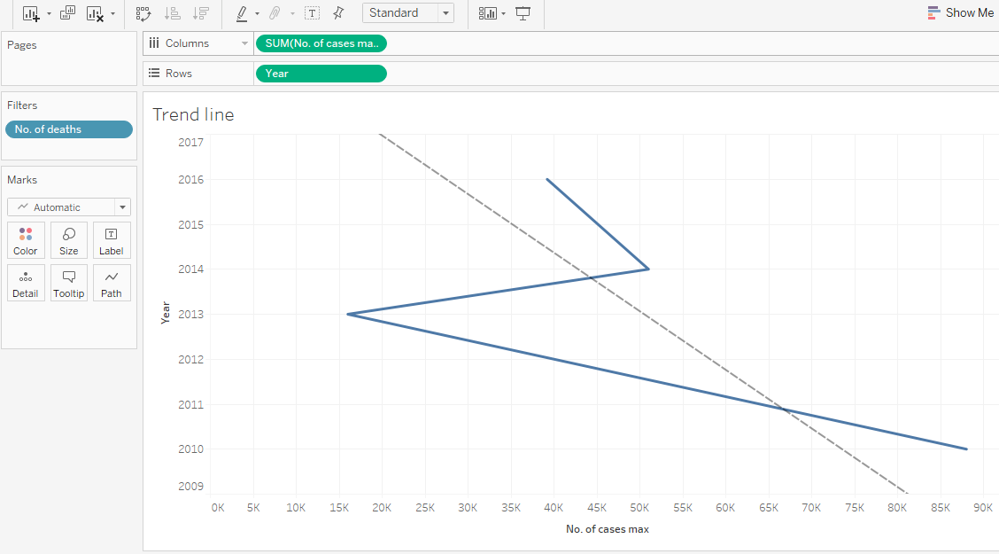 Standard
Show Me
Pages
Columns
SUM(No. of cases ma..
Rows
Year
Filters
No. of deaths
Marks
Automatic
Color
Size
Label
Detail
Tooltip
Path
Trend line
Year
2017
2016
2015
2014
2013
2012
2011
2010
2009
0K 5K 10K 15K 20K 25K 30K 35K 40K 45K 50K 55K 60K 65K 70K 75K 80K 85K 90K
No. of cases max